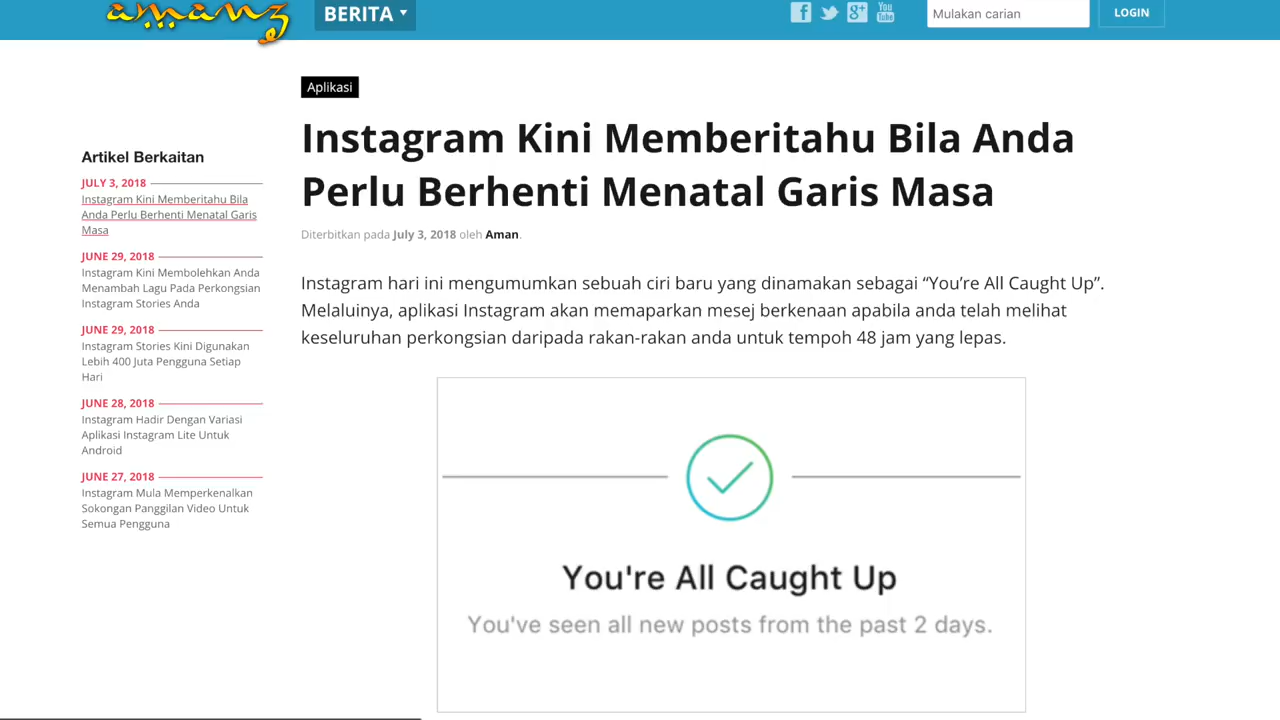 amanz
BERITA
You
Tube
Mulakan carian
LOGIN
Aplikasi
Instagram Kini Memberitahu Bila Anda
Perlu Berhenti Menatal Garis Masa
Diterbitkan pada July 3, 2018 oleh Aman.
Artikel Berkaitan
JULY 3, 2018
Instagram Kini Memberitahu Bila
Anda Perlu Berhenti Menatal Garis
Masa
JUNE 29, 2018
Instagram Kini Membolehkan Anda
Menambah Lagu Pada Perkongsian
Instagram Stories Anda
JUNE 29, 2018
Instagram Stories Kini Digunakan
Lebih 400 Juta Pengguna Setiap
Hari
JUNE 28, 2018
Instagram Hadir Dengan Variasi
Aplikasi Instagram Lite Untuk
Android
JUNE 27, 2018
Instagram Mula Memperkenalkan
Sokongan Panggilan Video Untuk
Semua Pengguna
Instagram hari ini mengumumkan sebuah ciri baru yang dinamakan sebagai “You’re All Caught Up”.
Melaluinya, aplikasi Instagram akan memaparkan mesej berkenaan apabila anda telah melihat
keseluruhan perkongsian daripada rakan-rakan anda untuk tempoh 48 jam yang lepas.
You're All Caught Up
You've seen all new posts from the past 2 days.